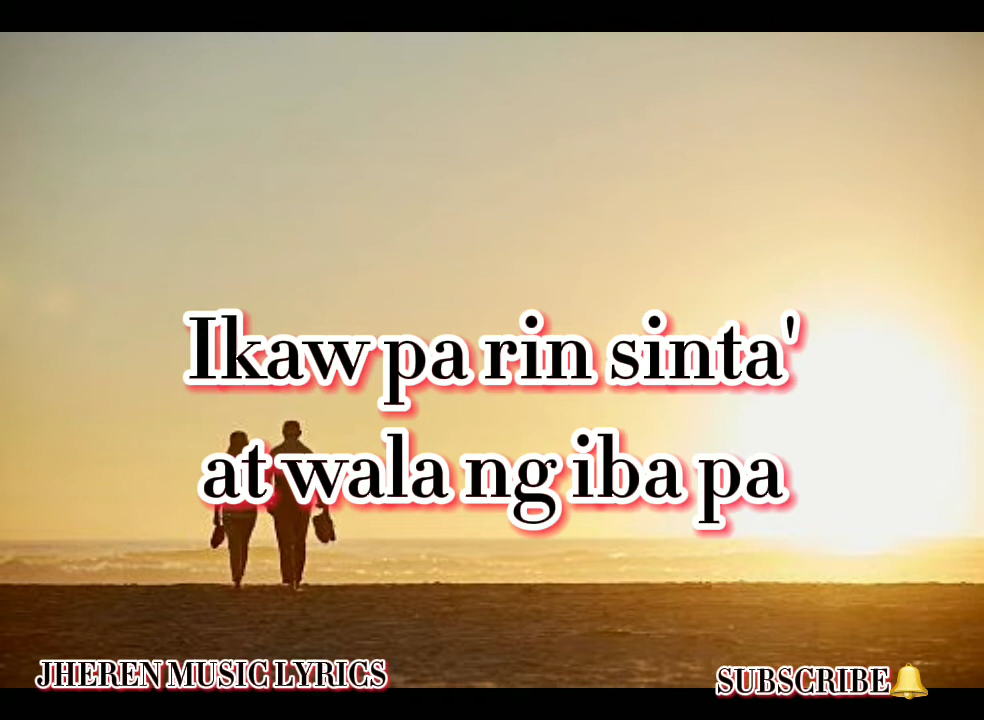 Ikaw pa rin sinta'
at wala ng iba pa
JHEREN MUSIC LYRICS
SUBSCRIBE🔔